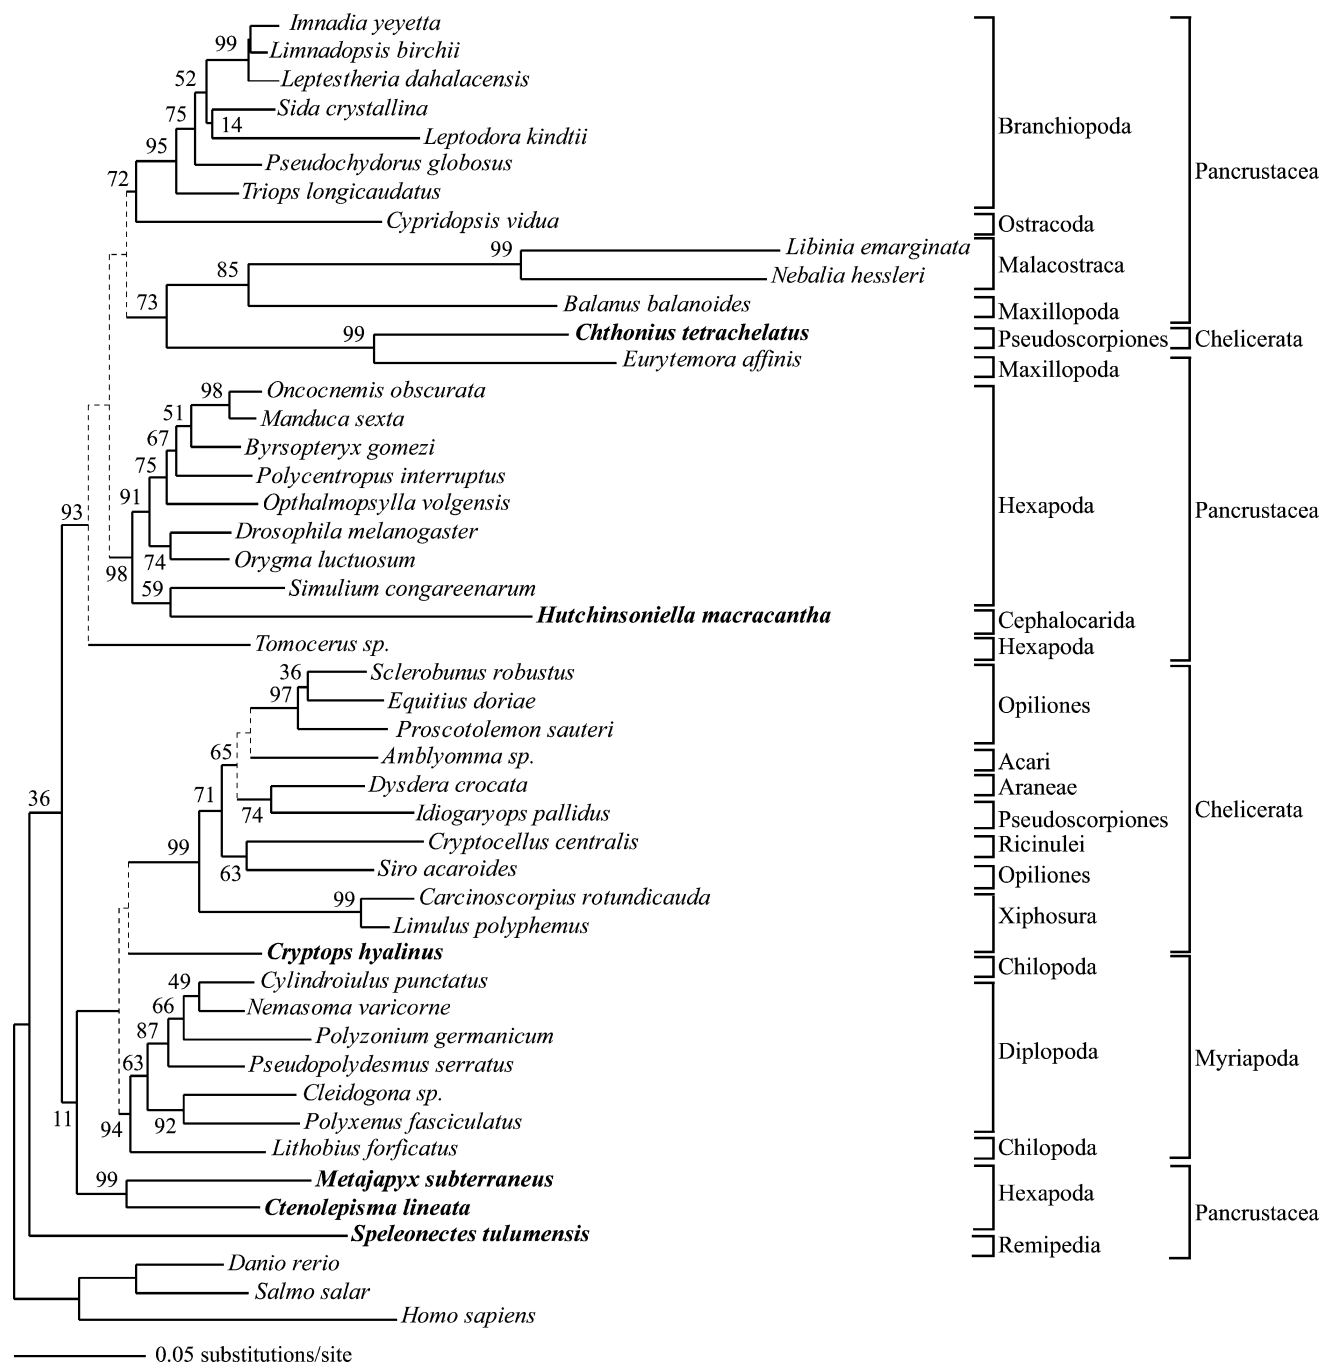 Imnadia yeyetta
99
Limnadopsis birchii
52
Leptestheria dahalacensis
Sida crystallina
75
14
Branchiopoda
Leptodora kindtii
95
Pseudochydorus globosus
Pancrustacea
72
Triops longicaudatus
Cypridopsis vidua
Ostracoda
99
Libinia emarginata
85
Malacostraca
Nebalia hessleri
73
Balanus balanoides
Maxillopoda
99
Chthonius tetrachelatus
Pseudoscorpiones
Chelicerata
Eurytemora affinis
Maxillopoda
98
Oncocnemis obscurata
51
Manduca sexta
67
Byrsopteryx gomezi
75
Polycentropus interruptus
91
Opthalmopsylla volgensis
Hexapoda
Pancrustacea
93
Drosophila melanogaster
74
Orygma luctuosum
98
59
Simulium congareenarum
Hutchinsoniella macracantha
Cephalocarida
Tomocerus sp.
Hexapoda
36
Sclerobunus robustus
97
Equitius doriae
Opiliones
Proscotolemon sauteri
65
Amblyomma sp.
Acari
Dysdera crocata
Araneae
36
71
74
Idiogaryops pallidus
Pseudoscorpiones
Chelicerata
99
Cryptocellus centralis
Ricinulei
63
Siro acaroides
Opiliones
99
Carcinoscorpius rotundicauda
Xiphosura
Limulus polyphemus
Cryptops hyalinus
Chilopoda
49
Cylindroiulus punctatus
66
Nemasoma varicorne
87
Polyzonium germanicum
Diplopoda
Myriapoda
63
Pseudopolydesmus serratus
Cleidogona sp.
11
94
92
Polyxenus fasciculatus
Lithobius forficatus
Chilopoda
99
Metajapyx subterraneus
Hexapoda
Ctenolepisma lineata
Pancrustacea
Speleonectes tulumensis
Remipedia
Danio rerio
Salmo salar
Homo sapiens
0.05 substitutions/site